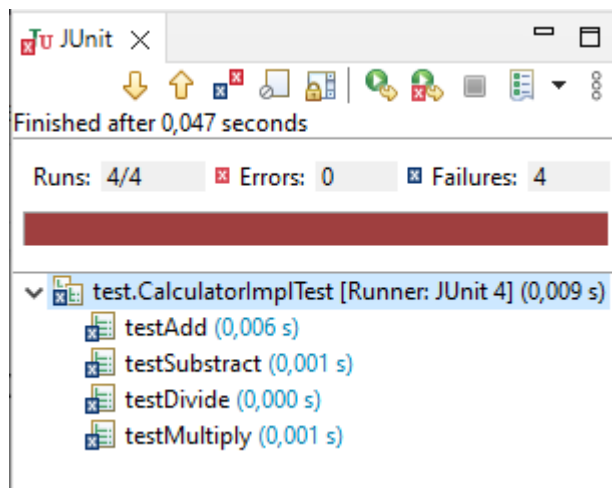 JUnit
Finished after 0,047 seconds
Runs: 4/4 Errors: 0 Failures: 4
test.CalculatorImplTest [Runner: JUnit 4] (0,009 s)
testAdd (0,006 s)
testSubstract (0,001 s)
testDivide (0,000 s)
testMultiply (0,001 s)